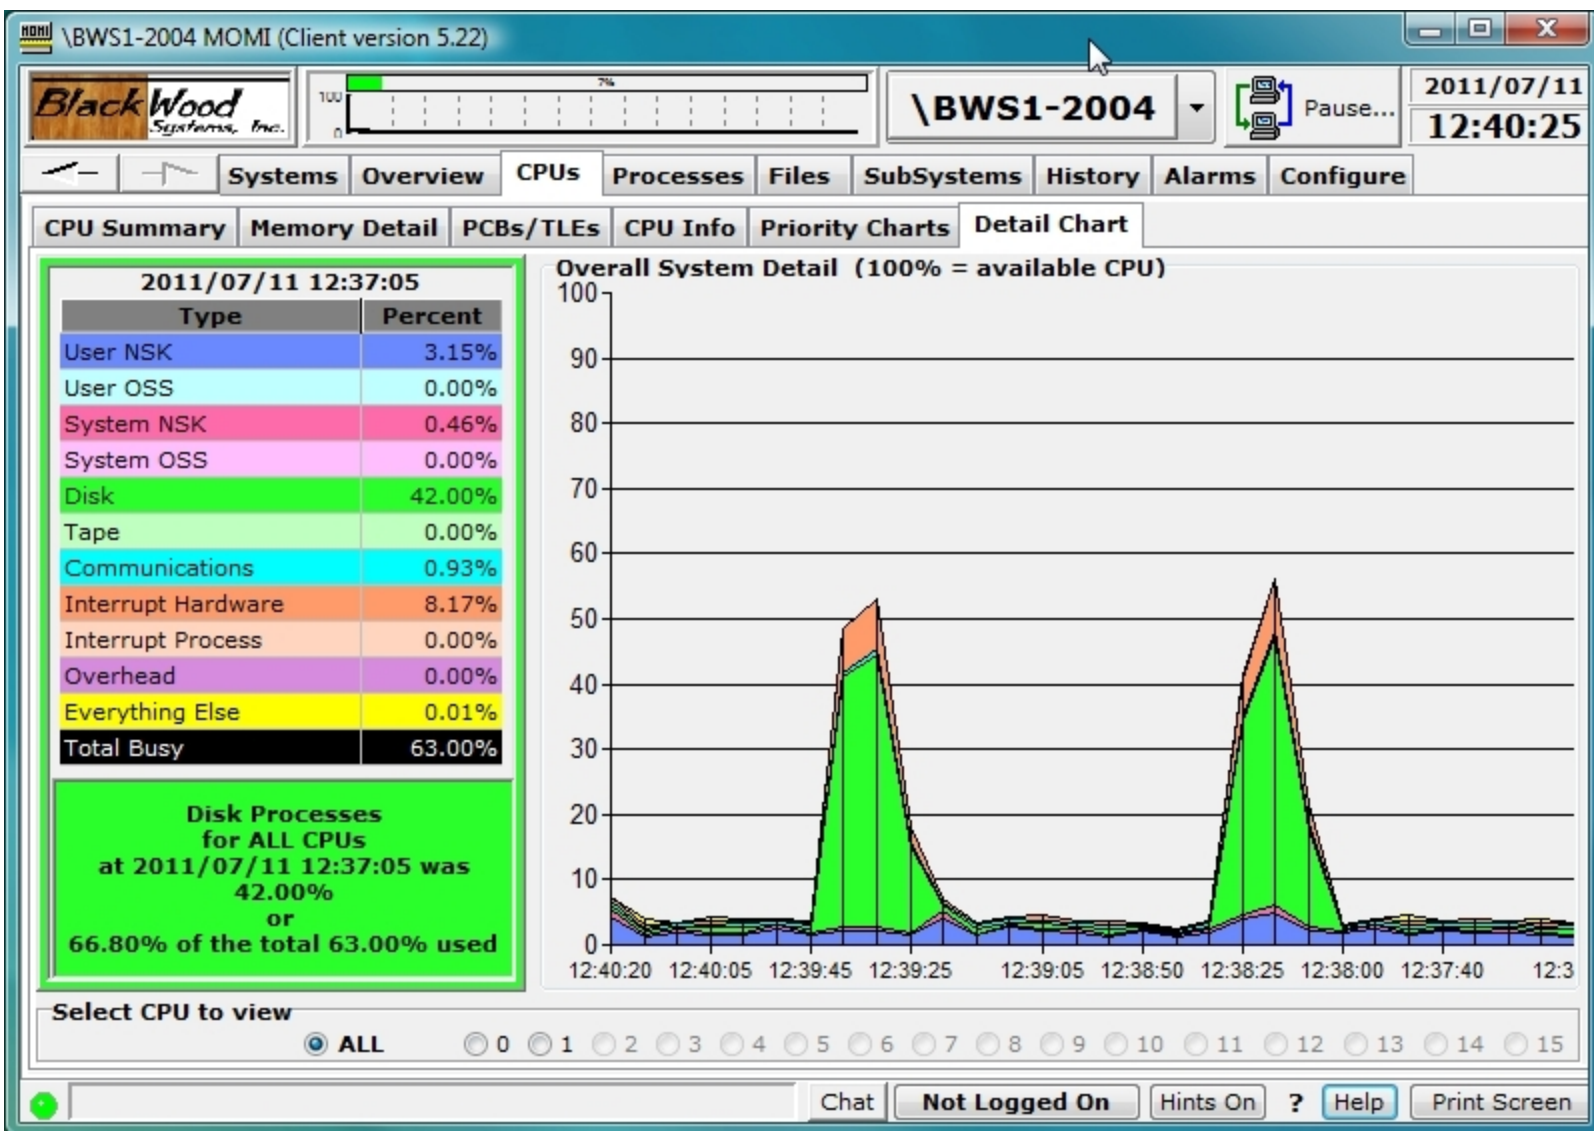 MOMI \BWS1-2004 MOMI (Client version 5.22)
BlackWood
Systems, Inc.
7%
100
0
\BWS1-2004
Pause...
2011/07/11
12:40:25
Systems Overview CPUs Processes Files SubSystems History Alarms Configure
CPU Summary Memory Detail PCBs/TLEs CPU Info Priority Charts Detail Chart
2011/07/11 12:37:05
Type Percent
User NSK 3.15%
User OSS 0.00%
System NSK 0.46%
System OSS 0.00%
Disk 42.00%
Tape 0.00%
Communications 0.93%
Interrupt Hardware 8.17%
Interrupt Process 0.00%
Overhead 0.00%
Everything Else 0.01%
Total Busy 63.00%
Disk Processes
for ALL CPUs
at 2011/07/11 12:37:05 was
42.00%
or
66.80% of the total 63.00% used
Overall System Detail (100% = available CPU)
100
90
80
70
60
50
40
30
20
10
0
12:40:20 12:40:05 12:39:45 12:39:25 12:39:05 12:38:50 12:38:25 12:38:00 12:37:40 12:3
Select CPU to view
ALL 0 1 2 3 4 5 6 7 8 9 10 11 12 13 14 15
Chat Not Logged On Hints On ? Help Print Screen